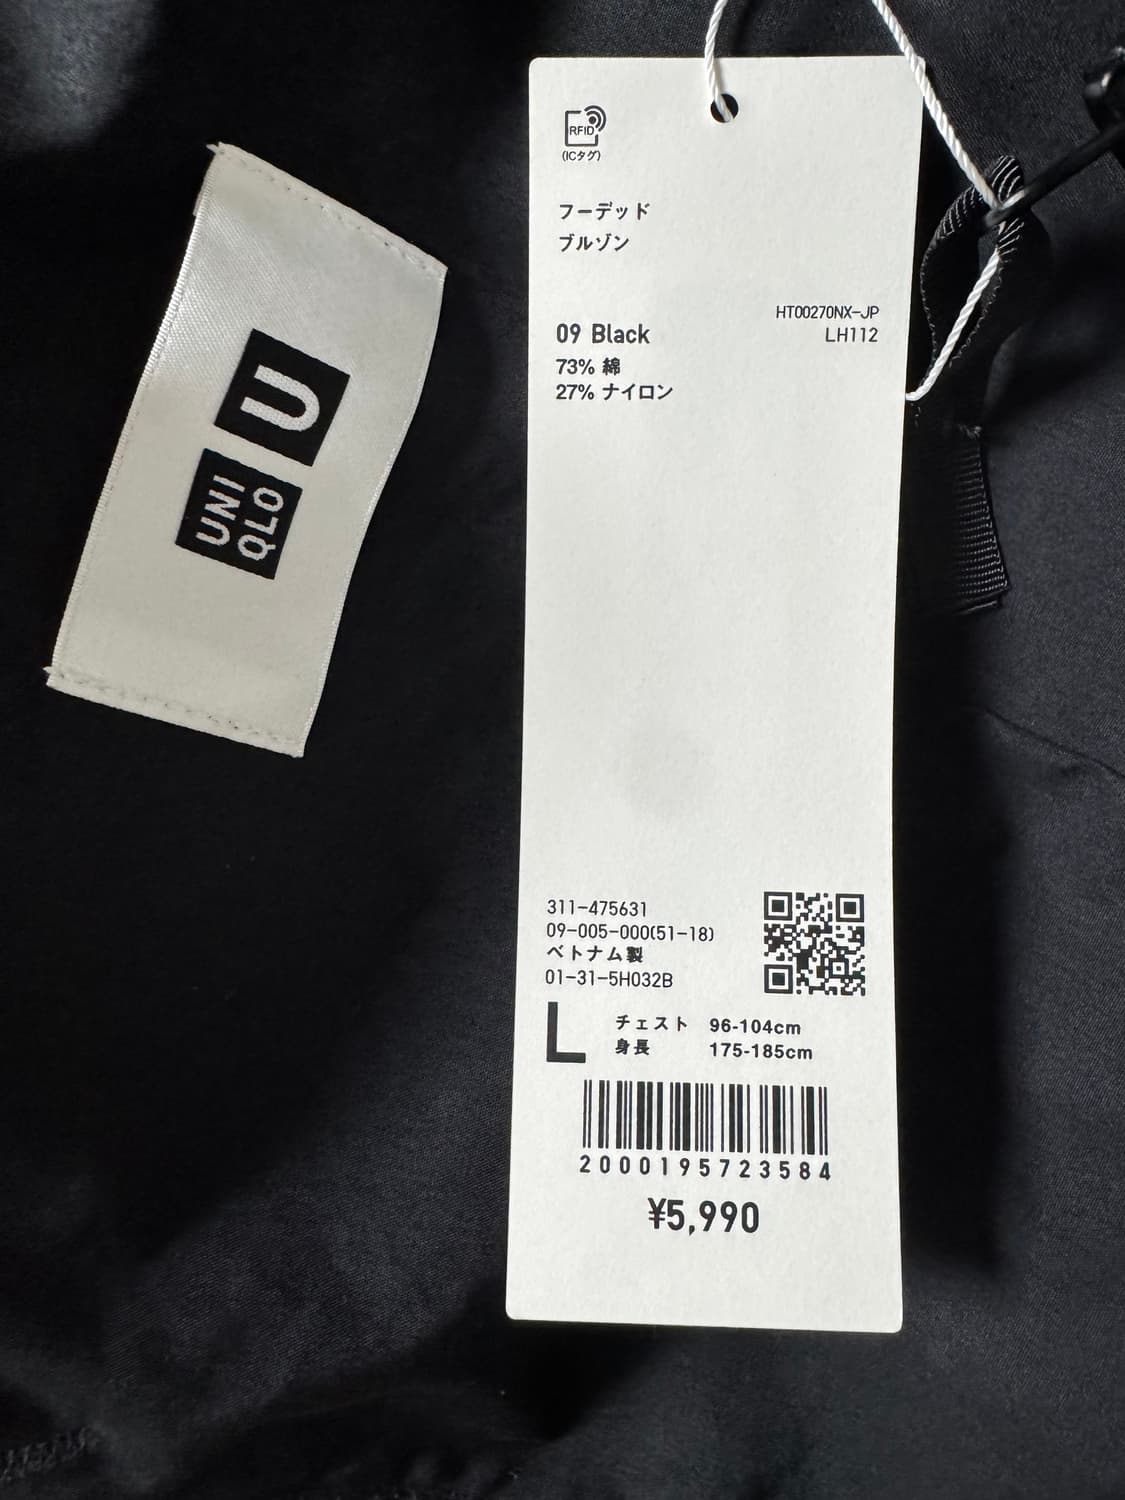 U
UNI
QLO
RFID
(ICタグ)
フーデッド
ブルゾン
HT00270NX-JP
09 Black
LH112
73% 綿
27% ナイロン
311-475631
09-005-000(51-18)
ベトナム製
01-31-5H032B
L
チェスト 96-104cm
身長 175-185cm
2000195723584
¥5,990